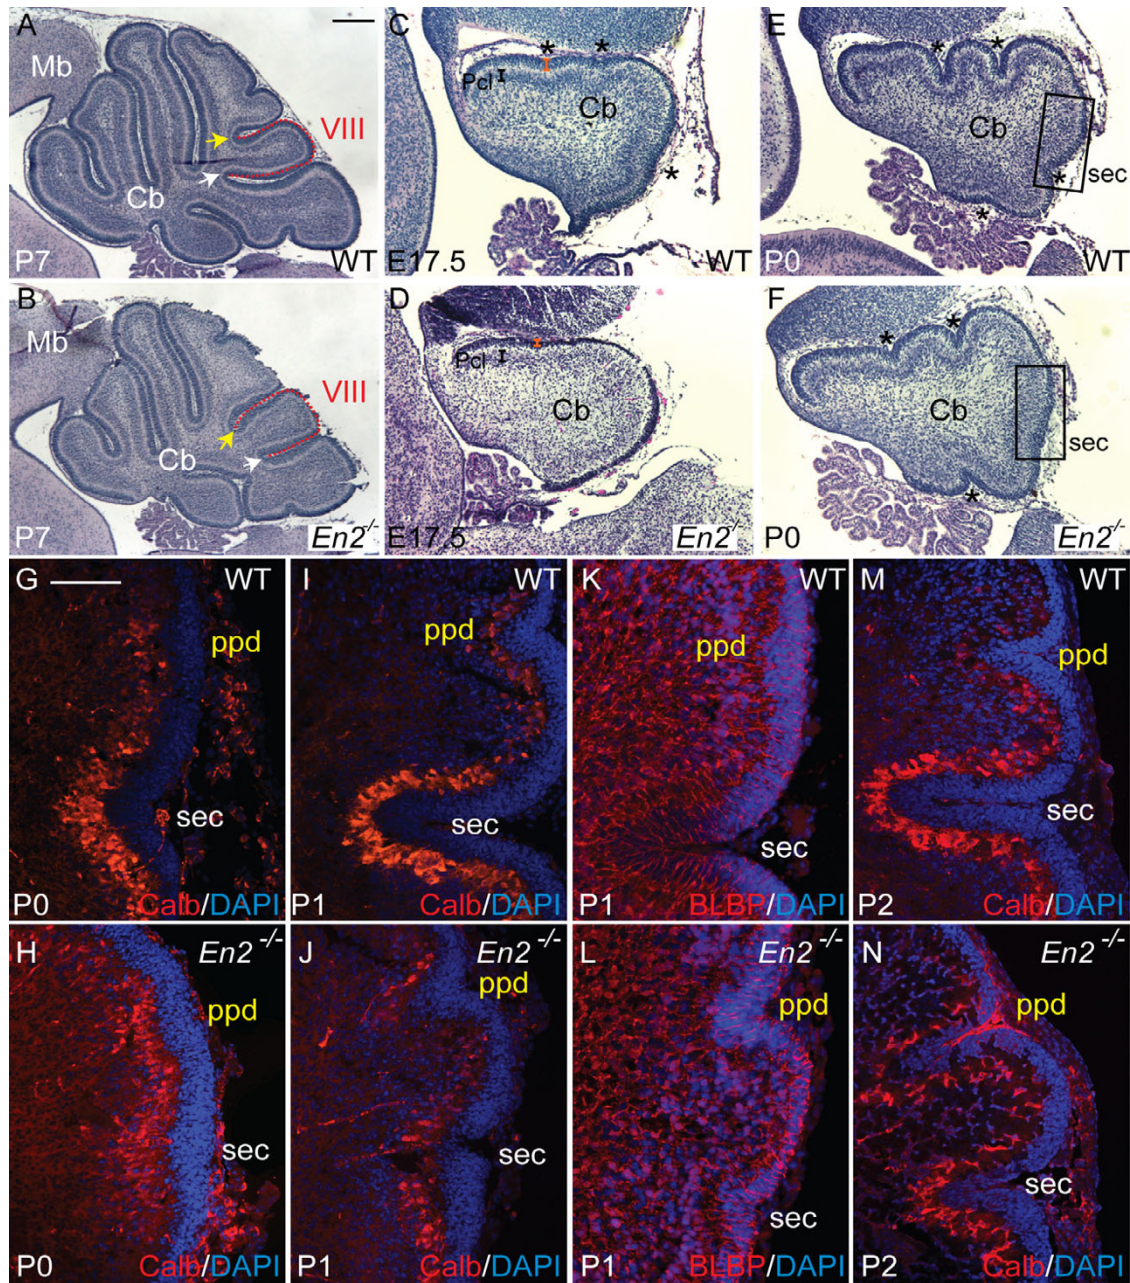 A
Mb
VIII
Cb
P7
WT
C
*
*
Pcl
Cb
*
E17.5
WT
E
*
*
Cb
*
sec
*
P0
WT
B
Mb
VIII
Cb
P7
En2-/-
D
Pcl
Cb
E17.5
En2-/-
F
*
*
Cb
sec
*
P0
En2-/-
G
WT
ppd
sec
P0
Calb/DAPI
I
WT
ppd
sec
P1
Calb/DAPI
K
WT
ppd
sec
P1
BLBP/DAPI
M
WT
ppd
sec
P2
Calb/DAPI
H
En2 -/-
ppd
sec
P0
Calb/DAPI
J
En2 -/-
ppd
sec
P1
Calb/DAPI
L
En2 -/-
ppd
sec
P1
BLBP/DAPI
N
En2 -/-
ppd
sec
P2
Calb/DAPI